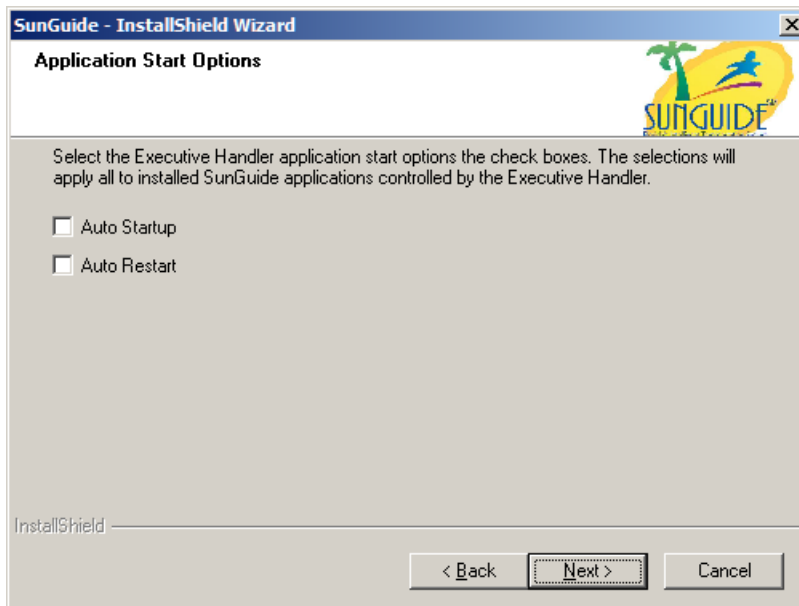 SunGuide - InstallShield Wizard
Application Start Options
SUNGUIDE
Select the Executive Handler application start options the check boxes. The selections will
apply all to installed SunGuide applications controlled by the Executive Handler.
Auto Startup
Auto Restart
InstallShield
< Back
Next >
Cancel